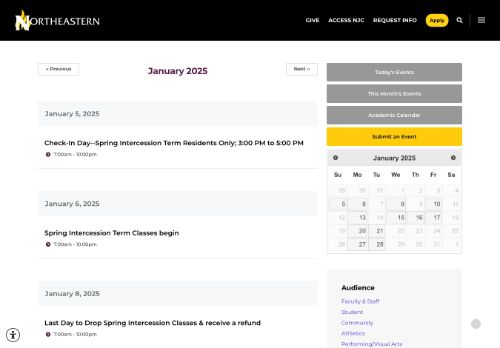 NORTHEASTERN
GIVE ACCESS NJC REQUEST INFO Apply
‹‹ Previous January 2025 Next ››
January 5, 2025
Check-In Day--Spring Intercession Term Residents Only; 3:00 PM to 5:00 PM
7:00am - 10:00pm
January 6, 2025
Spring Intercession Term Classes begin
7:00am - 10:00pm
January 8, 2025
Last Day to Drop Spring Intercession Classes & receive a refund
7:00am - 10:00pm
Today's Events
This Month's Events
Academic Calendar
Submit an Event
January 2025
Su Mo Tu We Th Fr Sa
29 30 31 1 2 3 4
5 6 7 8 9 10 11
12 13 14 15 16 17 18
19 20 21 22 23 24 25
26 27 28 29 30 31 1
Audience
Faculty & Staff
Student
Community
Athletics
Performing/Visual Arts